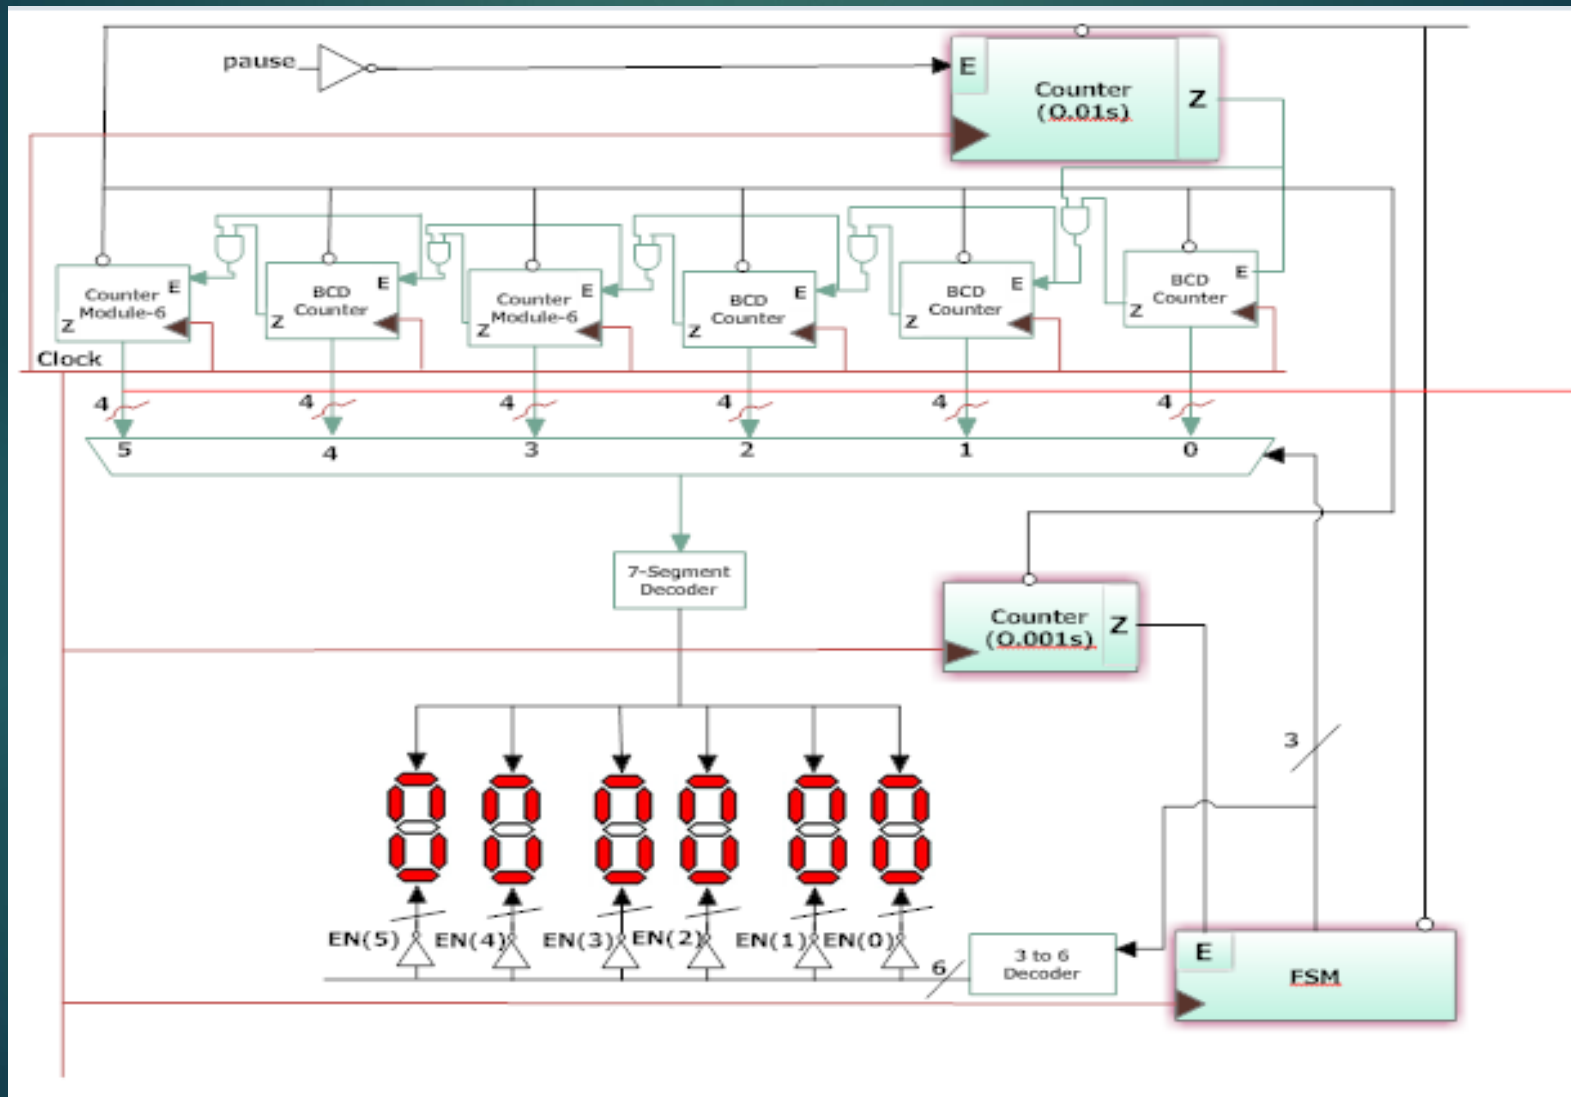 pause
E
Counter
(0.01s)
Z
Counter
Module-6
E
Z
BCD
Counter
E
Z
Counter
Module-6
E
Z
BCD
Counter
E
Z
BCD
Counter
E
Z
BCD
Counter
E
Z
Clock
4
4
4
4
4
4
5
4
3
2
1
0
7-Segment
Decoder
Counter
(0.001s)
Z
3
EN(5)
EN(4)
EN(3)
EN(2)
EN(1)
EN(0)
6
3 to 6
Decoder
E
FSM